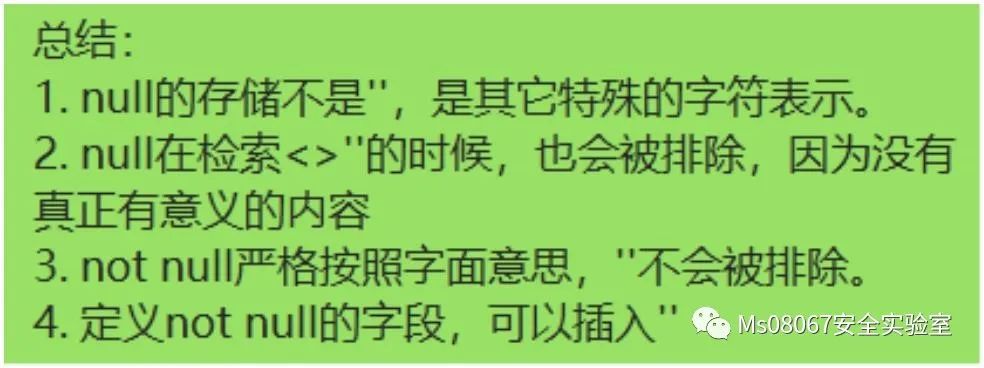 总结：
1. null的存储不是''，是其它特殊的字符表示。
2. null在检索<>''的时候，也会被排除，因为没有
真正有意义的内容
3. not null严格按照字面意思，''不会被排除。
4. 定义not null的字段，可以插入''
Ms08067安全实验室